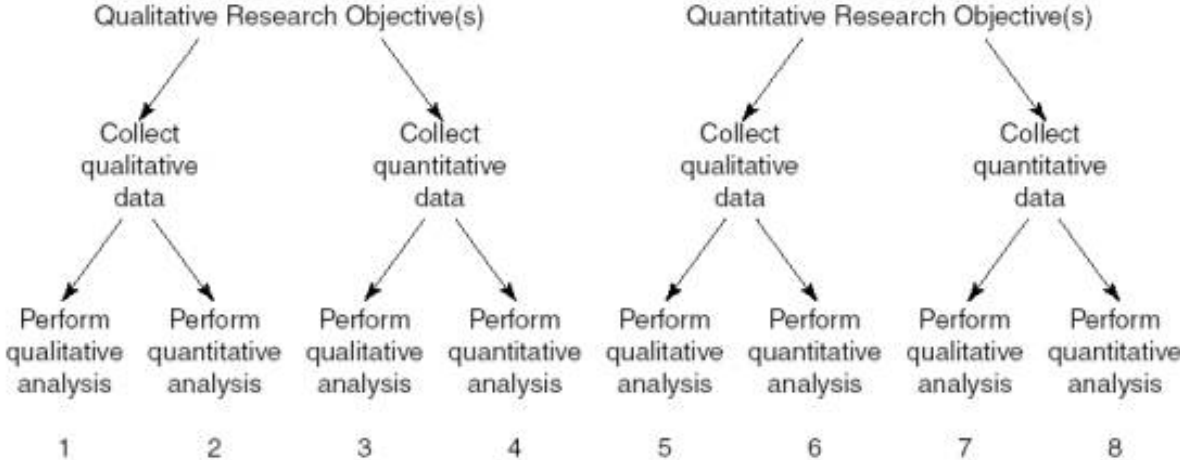 Qualitative Research Objective(s)
Quantitative Research Objective(s)
Collect
qualitative
data
Collect
quantitative
data
Collect
qualitative
data
Collect
quantitative
data
Perform
qualitative
analysis
Perform
quantitative
analysis
Perform
qualitative
analysis
Perform
quantitative
analysis
Perform
qualitative
analysis
Perform
quantitative
analysis
Perform
qualitative
analysis
Perform
quantitative
analysis
1
2
3
4
5
6
7
8